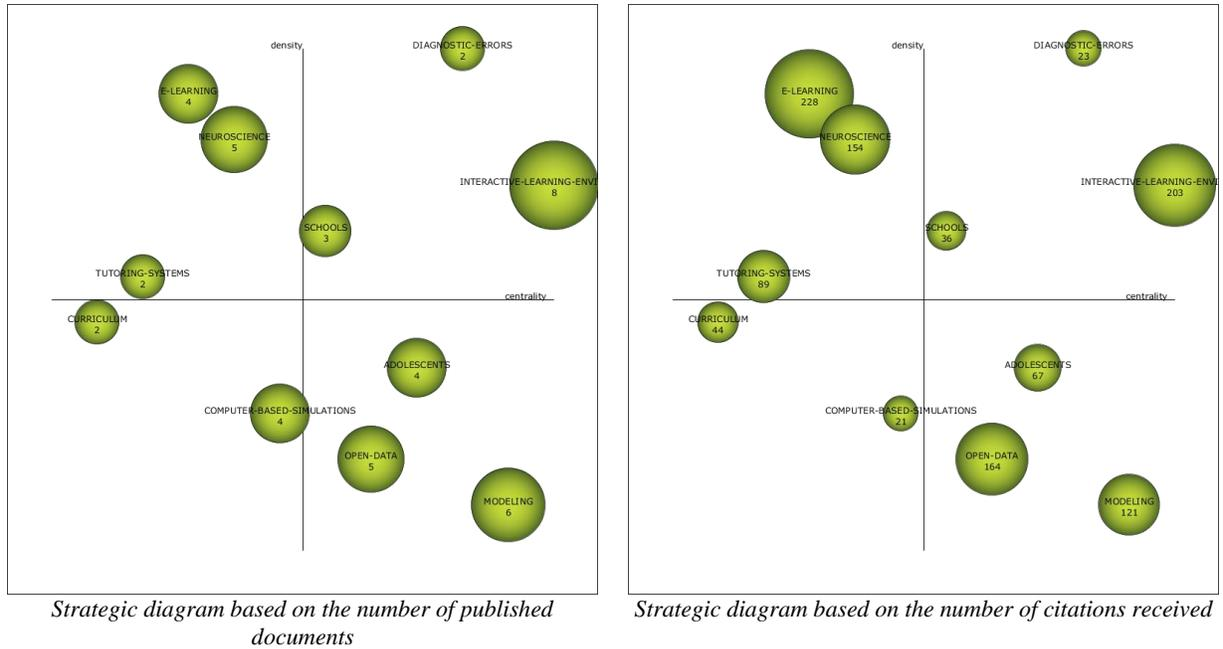 density
DIAGNOSTIC-ERRORS
2
E-LEARNING
4
NEUROSCIENCE
5
INTERACTIVE-LEARNING-ENVI
8
SCHOOLS
3
TUTORING-SYSTEMS
2
centrality
CURRICULUM
2
ADOLESCENTS
4
COMPUTER-BASED-SIMULATIONS
4
OPEN-DATA
5
MODELING
6
Strategic diagram based on the number of published
documents
density
DIAGNOSTIC-ERRORS
23
E-LEARNING
228
NEUROSCIENCE
154
INTERACTIVE-LEARNING-ENVI
203
SCHOOLS
36
TUTORING-SYSTEMS
89
centrality
CURRICULUM
44
ADOLESCENTS
67
COMPUTER-BASED-SIMULATIONS
21
OPEN-DATA
164
MODELING
121
Strategic diagram based on the number of citations received